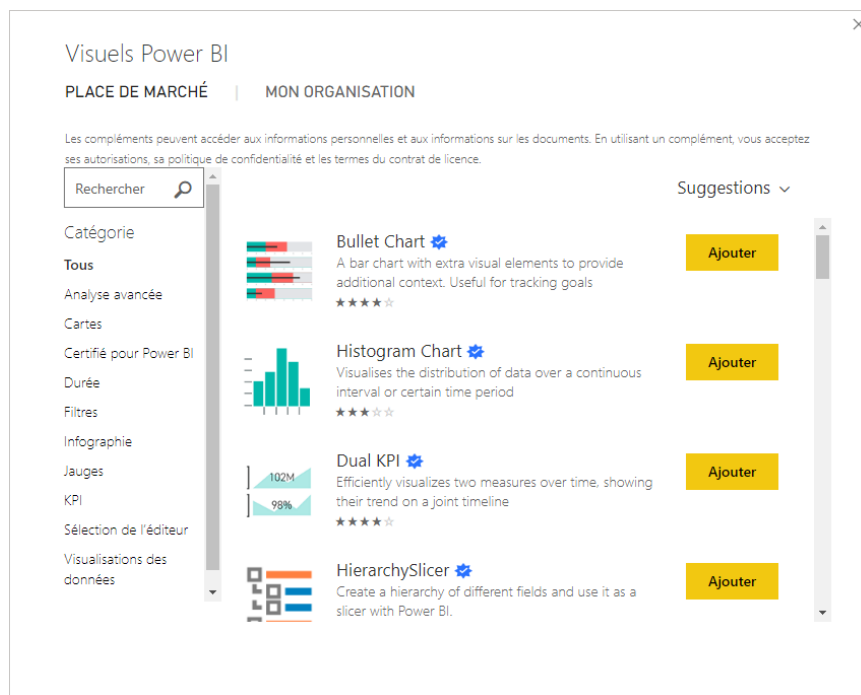 Visuels Power BI
PLACE DE MARCHÉ | MON ORGANISATION
Les compléments peuvent accéder aux informations personnelles et aux informations sur les documents. En utilisant un complément, vous acceptez
ses autorisations, sa politique de confidentialité et les termes du contrat de licence.
Rechercher
Suggestions
Catégorie
Tous
Analyse avancée
Cartes
Certifié pour Power BI
Durée
Filtres
Infographie
Jauges
KPI
Sélection de l'éditeur
Visualisations des
données
Bullet Chart
A bar chart with extra visual elements to provide
additional context. Useful for tracking goals
Ajouter
Histogram Chart
Visualises the distribution of data over a continuous
interval or certain time period
Ajouter
102M
98%
Dual KPI
Efficiently visualizes two measures over time, showing
their trend on a joint timeline
Ajouter
HierarchySlicer
Create a hierarchy of different fields and use it as a
slicer with Power BI.
Ajouter